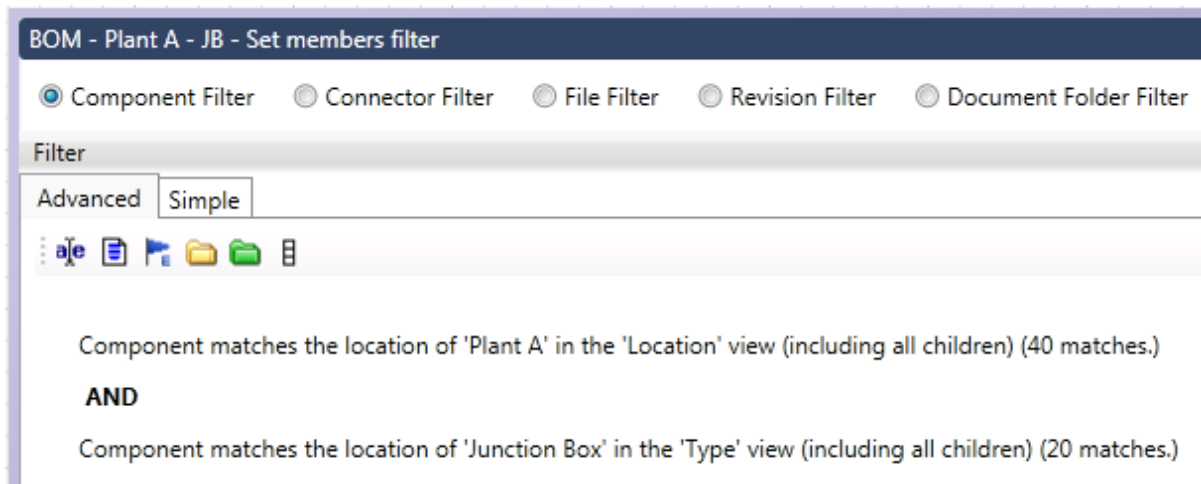 BOM - Plant A - JB - Set members filter
Component Filter Connector Filter File Filter Revision Filter Document Folder Filter
Filter
Advanced Simple
a|e
Component matches the location of 'Plant A' in the 'Location' view (including all children) (40 matches.)
AND
Component matches the location of 'Junction Box' in the 'Type' view (including all children) (20 matches.)